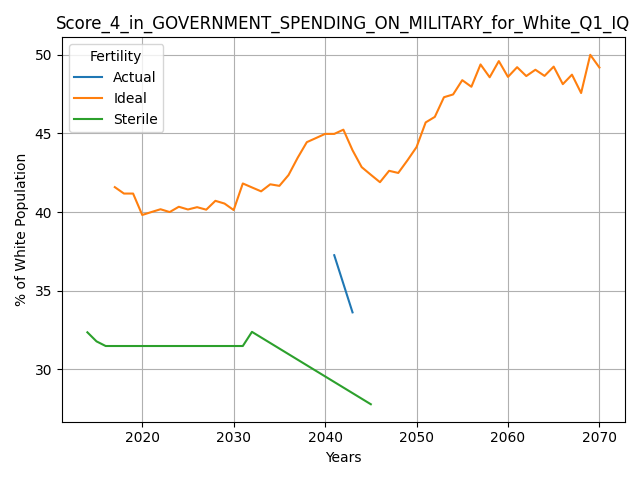 Score_4_in_GOVERNMENT_SPENDING_ON_MILITARY_for_White_Q1_IQ
Fertility
Actual
Ideal
Sterile
50
45
40
35
30
% of White Population
2020 2030 2040 2050 2060 2070
Years